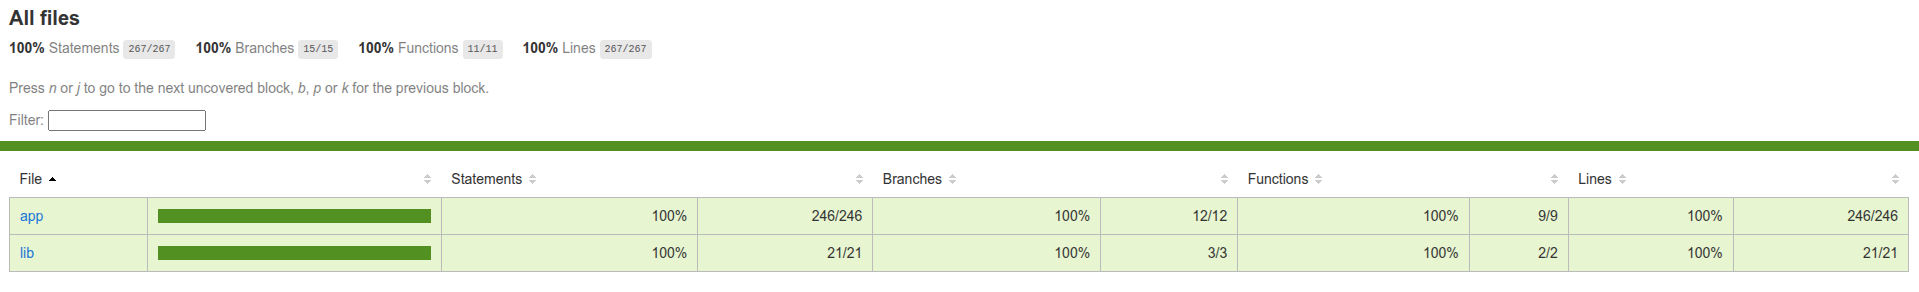 All files
100% Statements 267/267 100% Branches 15/15 100% Functions 11/11 100% Lines 267/267
Press n or j to go to the next uncovered block, b, p or k for the previous block.
Filter:
File Statements Branches Functions Lines
app 100% 246/246 100% 12/12 100% 9/9 100% 246/246
lib 100% 21/21 100% 3/3 100% 2/2 100% 21/21